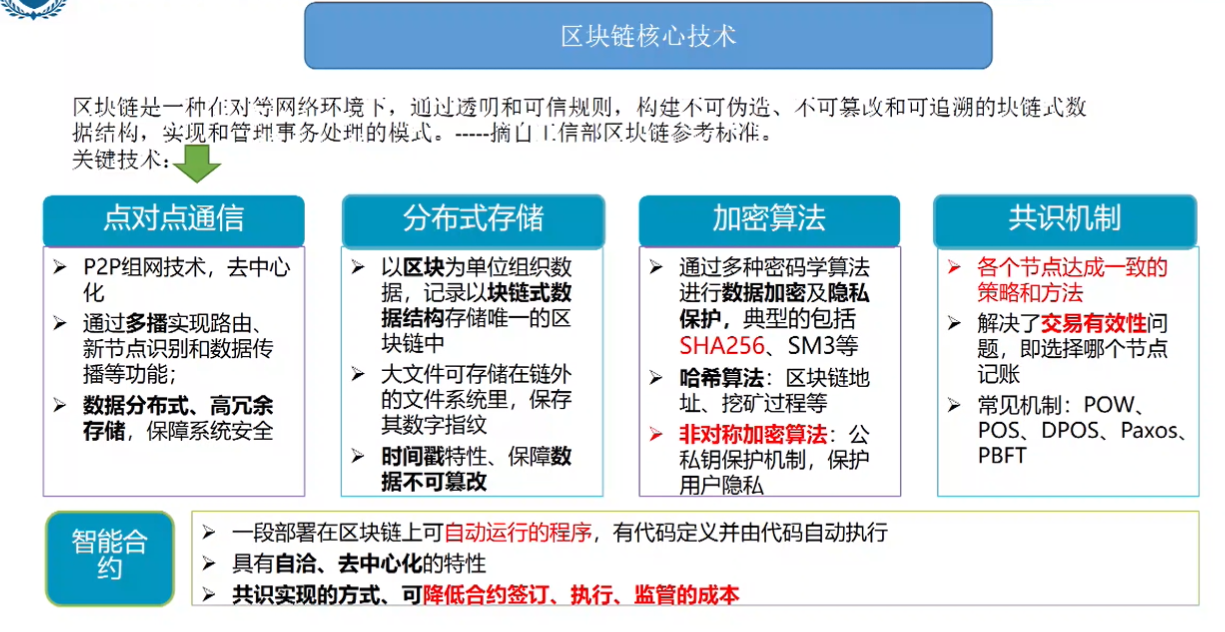 区块链核心技术
区块链是一种在对等网络环境下，通过透明和可信规则，构建不可伪造、不可篡改和可追溯的块链式数
据结构，实现和管理事务处理的模式。-----摘自工信部区块链参考标准。
关键技术：
点对点通信
P2P组网技术，去中心
化
通过多播实现路由、
新节点识别和数据传
播等功能；
数据分布式、高冗余
存储，保障系统安全
分布式存储
以区块为单位组织数
据，记录以块链式数
据结构存储唯一的区
块链中
大文件可存储在链外
的文件系统里，保存
其数字指纹
时间戳特性、保障数
据不可篡改
加密算法
通过多种密码学算法
进行数据加密及隐私
保护，典型的包括
SHA256、SM3等
哈希算法：区块链地
址、挖矿过程等
非对称加密算法：公
私钥保护机制，保护
用户隐私
共识机制
各个节点达成一致的
策略和方法
解决了交易有效性问
题，即选择哪个节点
记账
常见机制：POW、
POS、DPOS、Paxos、
PBFT
智能合
约
一段部署在区块链上可自动运行的程序，有代码定义并由代码自动执行
具有自洽、去中心化的特性
共识实现的方式、可降低合约签订、执行、监管的成本